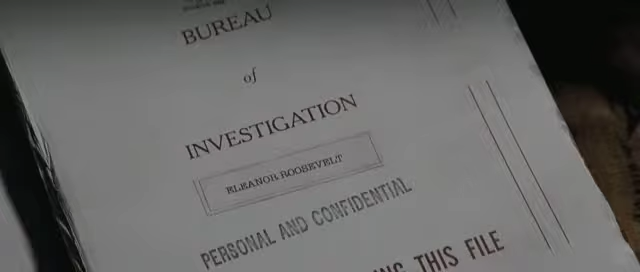 BUREAU
of
INVESTIGATION
ELEANOR ROOSEVELT
PERSONAL AND CONFIDENTIAL
THIS FILE